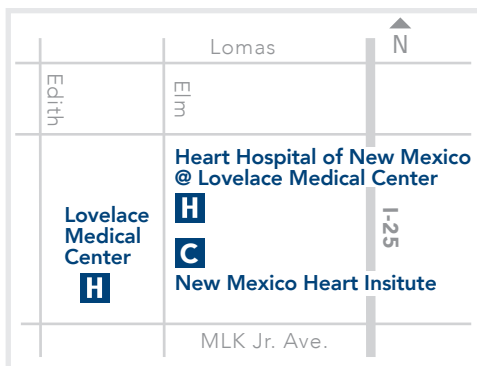 Lomas
N
Edith
Elm
Heart Hospital of New Mexico
@ Lovelace Medical Center
H
I-25
Lovelace
Medical
Center
H
C
New Mexico Heart Insitute
MLK Jr. Ave.